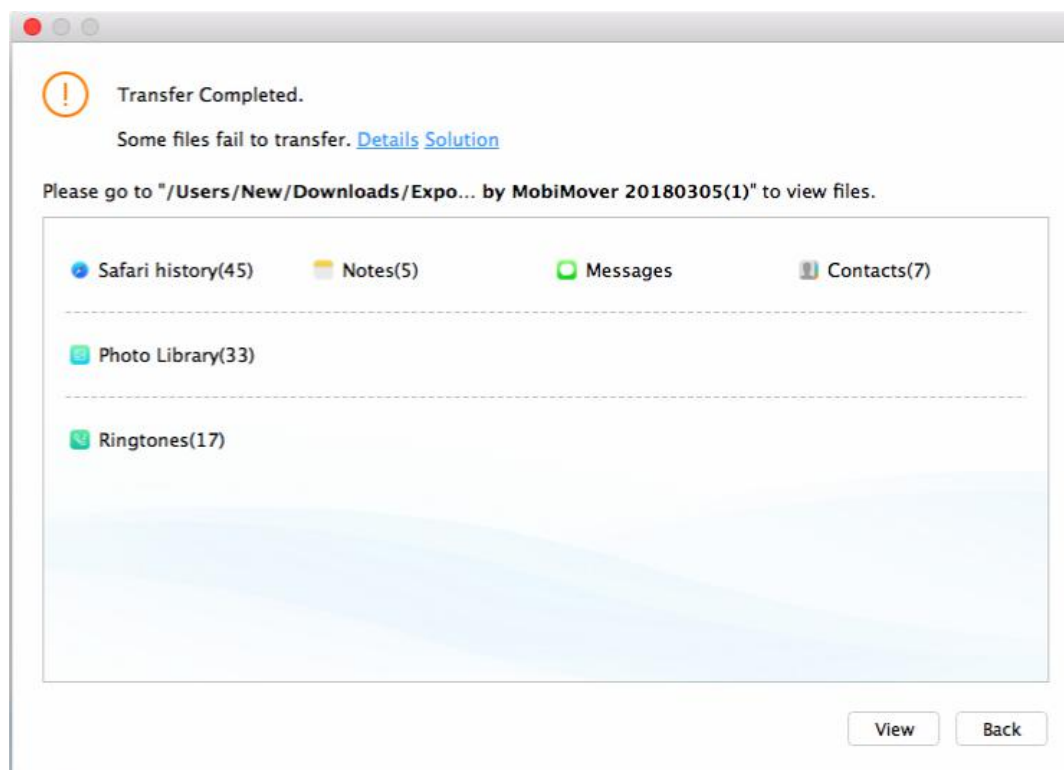 Transfer Completed.
Some files fail to transfer. Details Solution
Please go to "/Users/New/Downloads/Expo... by MobiMover 20180305(1)" to view files.
Safari history(45) Notes(5) Messages Contacts(7)
Photo Library(33)
Ringtones(17)
View Back